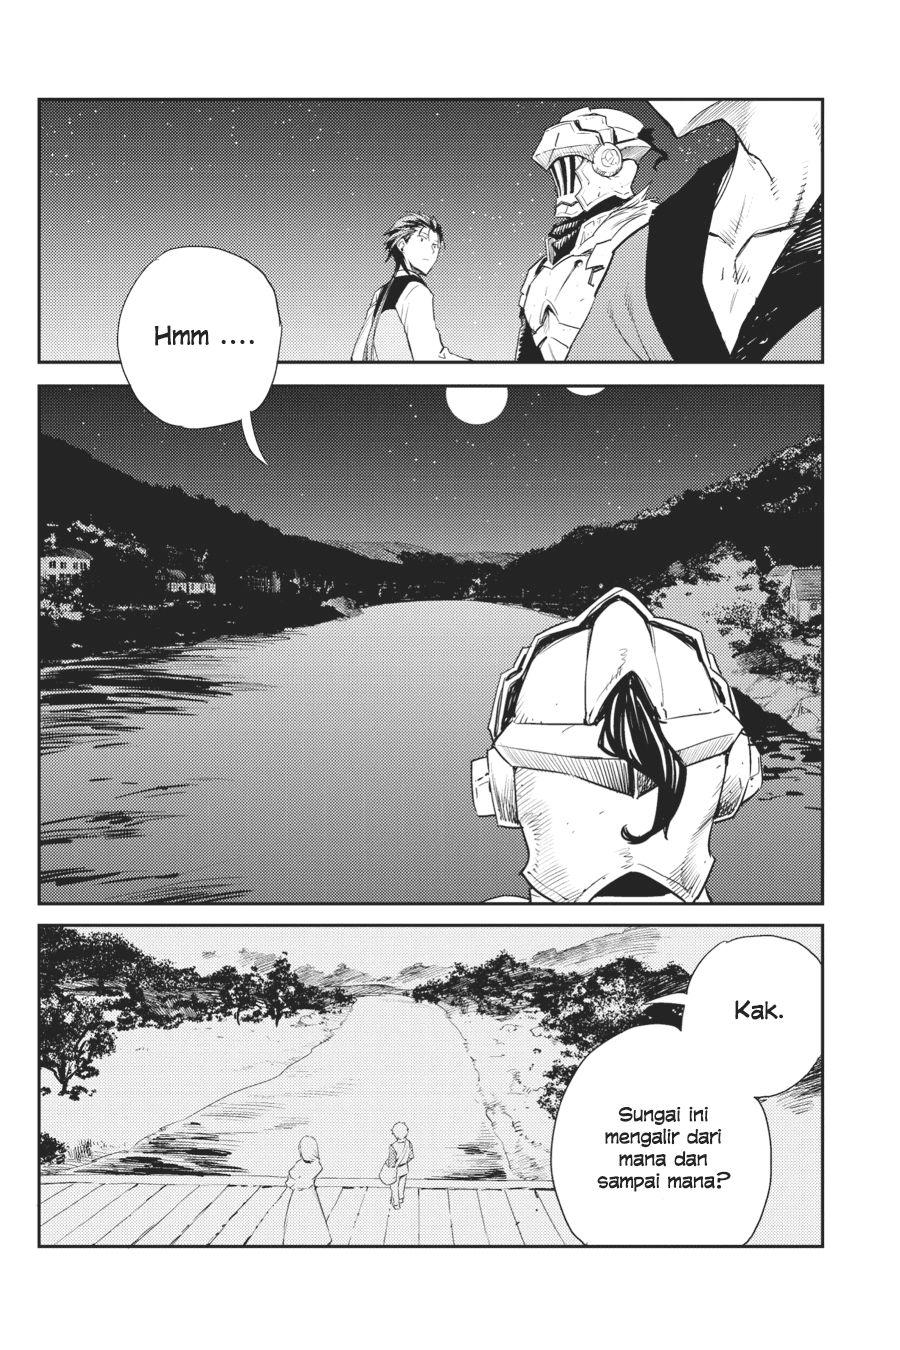 Hmm ....
Kak.
Sungai ini
mengalir dari
mana dan
sampai mana?